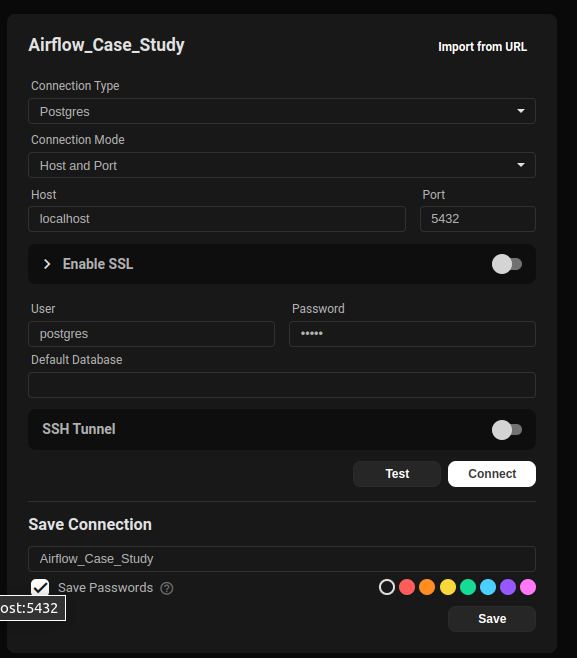 Airflow_Case_Study
Import from URL
Connection Type
Postgres
Connection Mode
Host and Port
Host
Port
localhost
5432
Enable SSL
User
Password
postgres
•••••
Default Database
SSH Tunnel
Test
Connect
Save Connection
Airflow_Case_Study
Save Passwords
ost:5432
Save